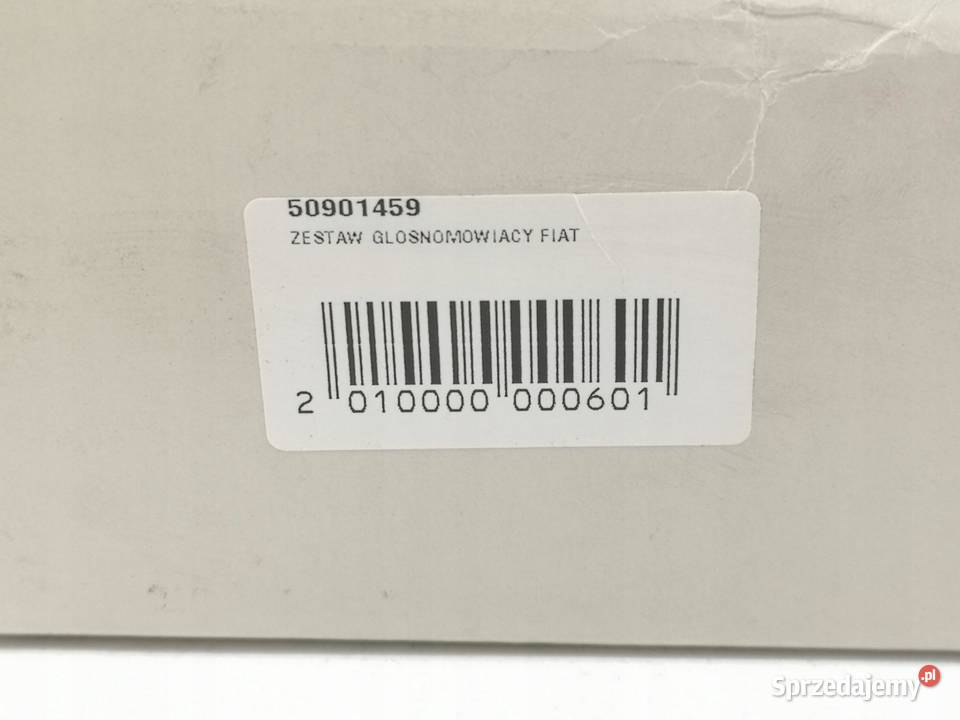 50901459
ZESTAW GLOSNOMOWIACY FIAT
2 010000 000601
Sprzedajemy.pl